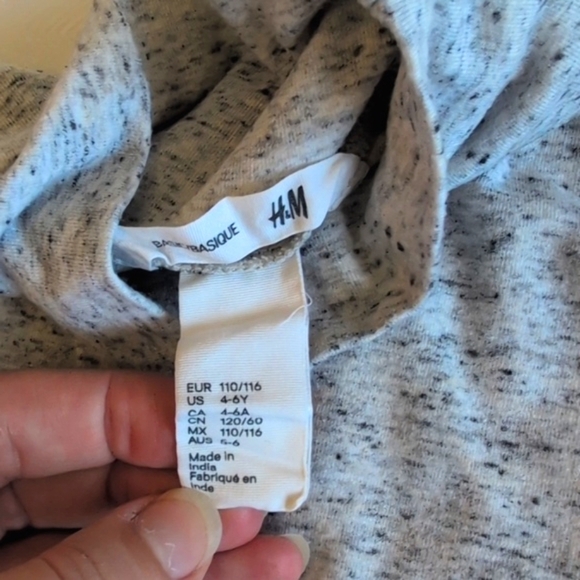 BASIC/BASIQUE H&M
EUR 110/116
US 4-6Y
CA 4-6A
CN 120/60
MX 110/116
AUS 5-6
Made in
India
Fabriqué en
Inde